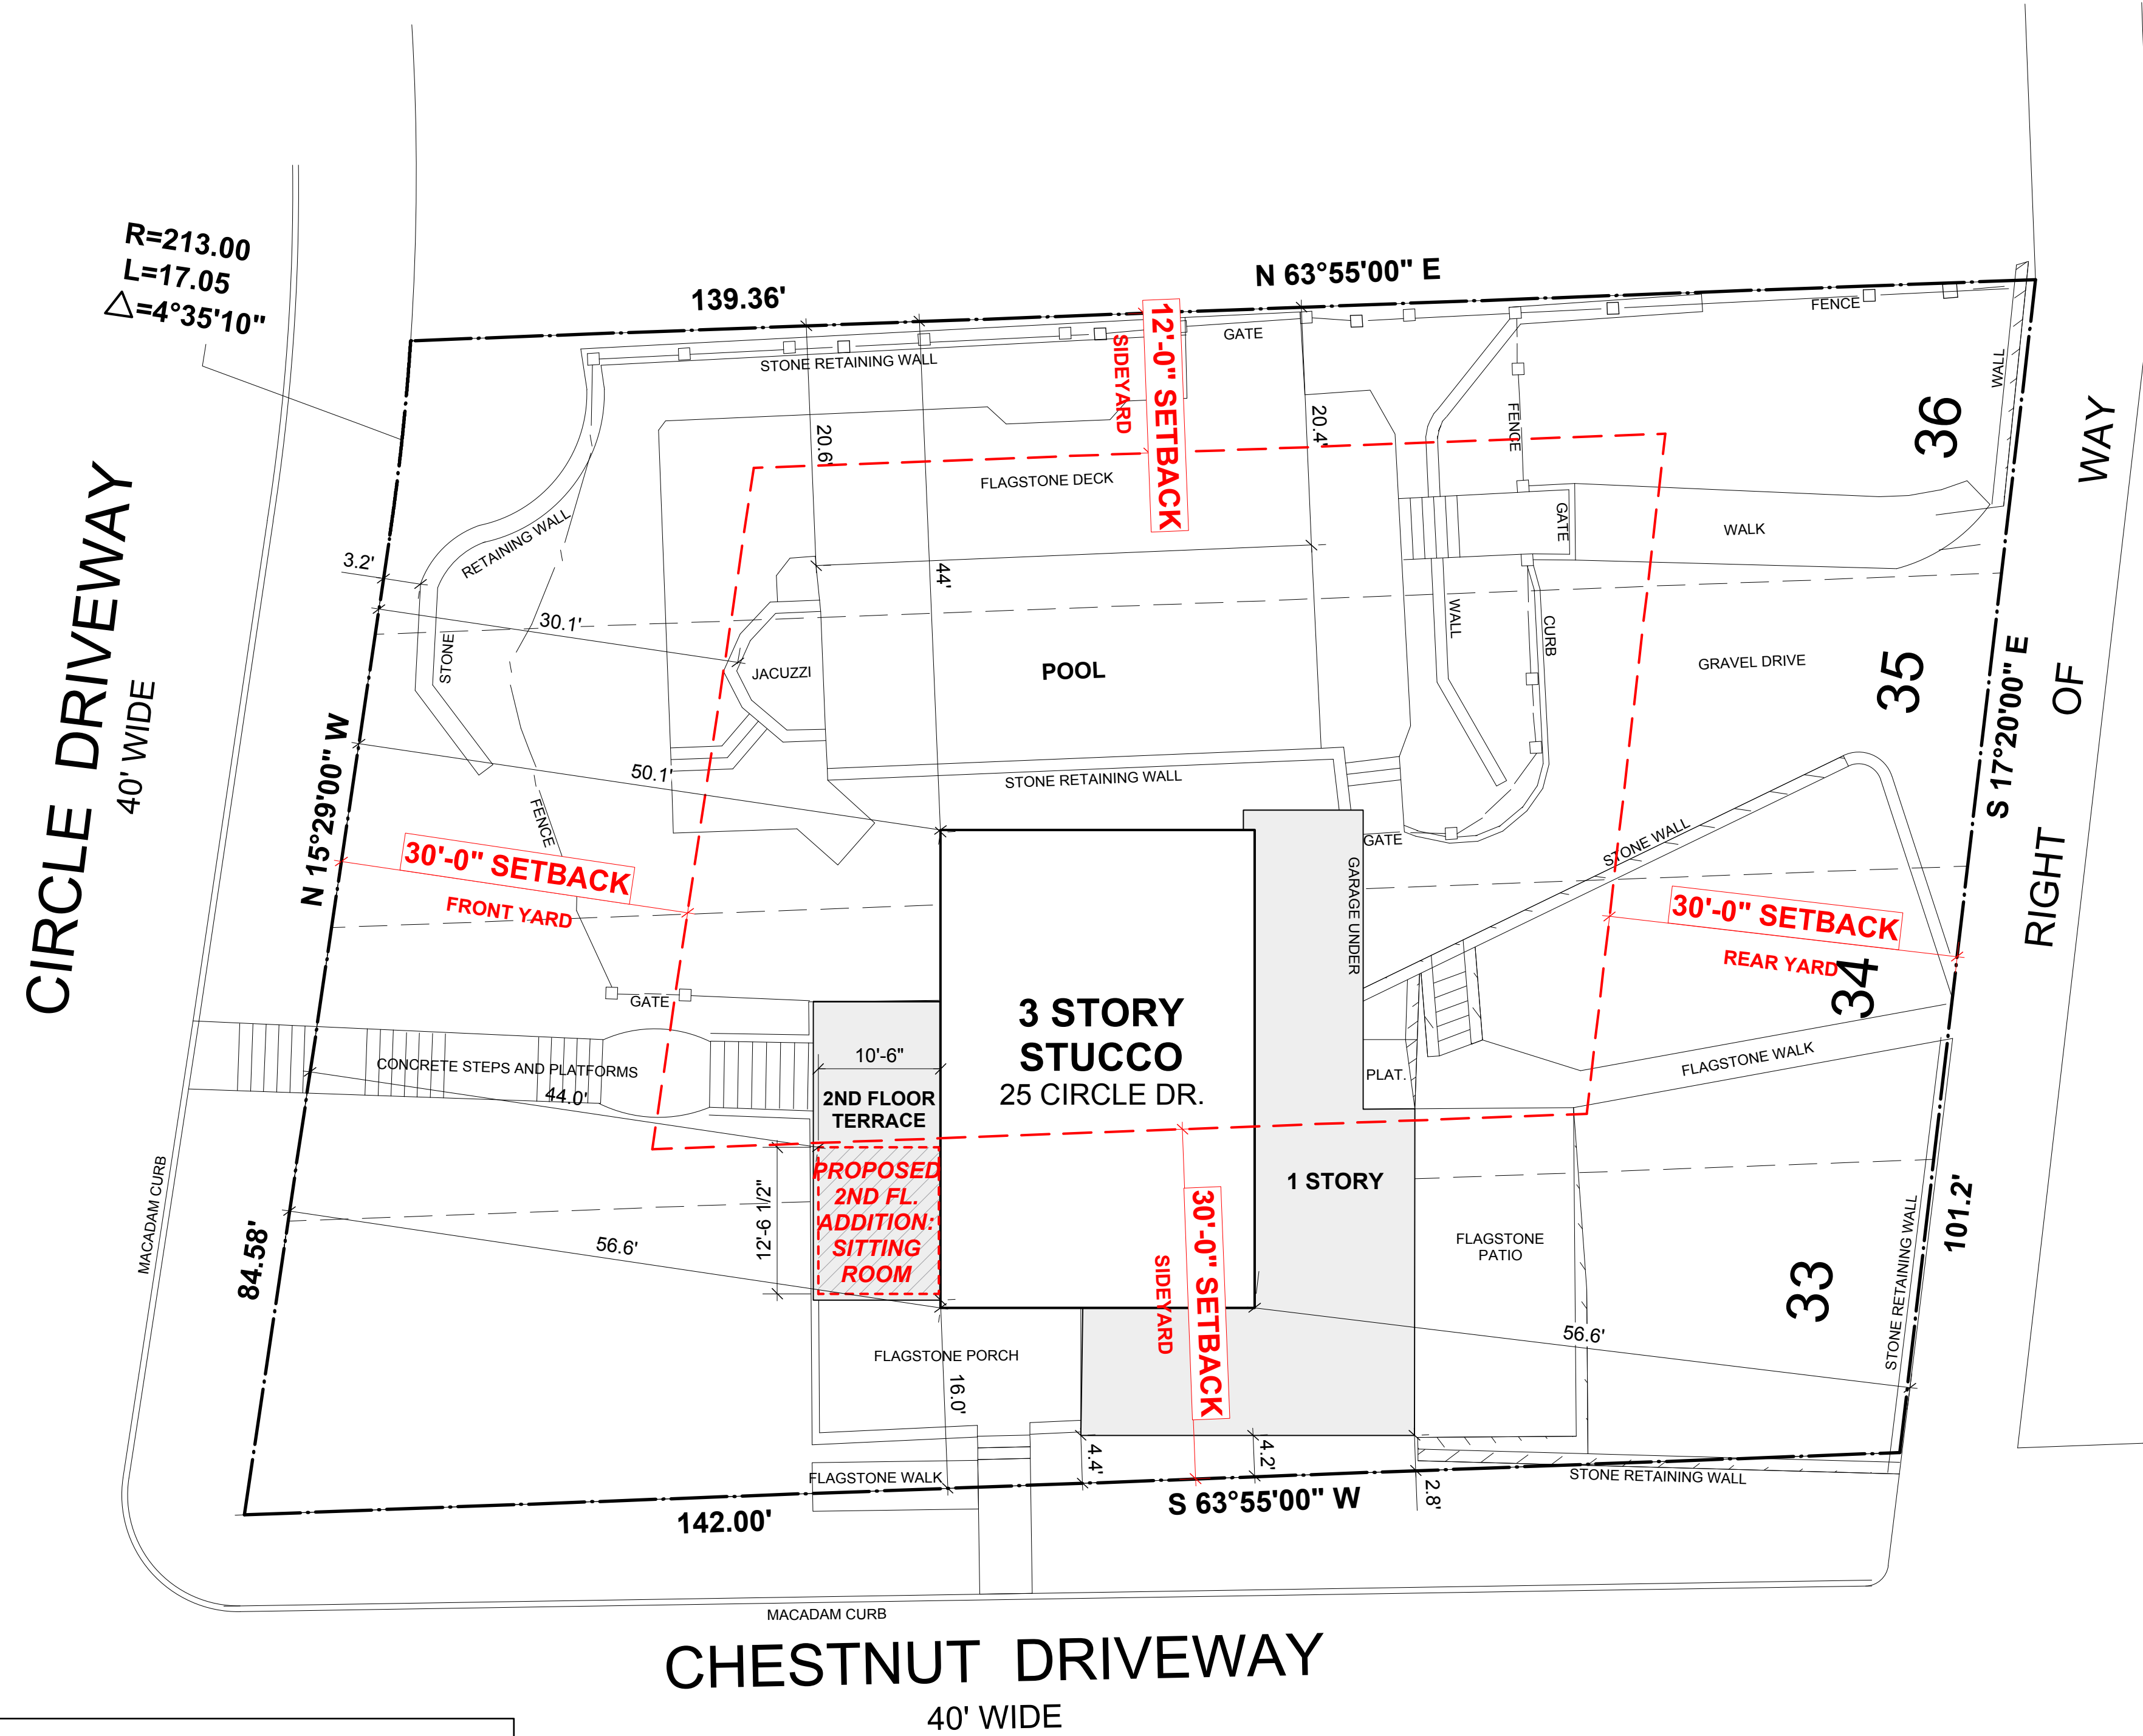 R=213.00
L=17.05
△=4°35'10"
139.36'
N 63°55'00" E
12'-0" SETBACK
SIDEYARD
GATE
FENCE
STONE RETAINING WALL
WALL
36
WAY
20.6'
20.4'
FENCE
FLAGSTONE DECK
GATE
WALK
RETAINING WALL
3.2'
44'
30.1'
STONE
JACUZZI
POOL
WALL
CURB
GRAVEL DRIVE
35
S 17°20'00" E
OF
CIRCLE DRIVEWAY
40' WIDE
N 15°29'00" W
50.1'
STONE RETAINING WALL
FENCE
GATE
STONE WALL
GARAGE UNDER
30'-0" SETBACK
FRONT YARD
30'-0" SETBACK
REAR YARD
RIGHT
34
GATE
3 STORY
STUCCO
25 CIRCLE DR.
10'-6"
CONCRETE STEPS AND PLATFORMS
44.0'
2ND FLOOR
TERRACE
PLAT.
FLAGSTONE WALK
PROPOSED
2ND FL.
ADDITION:
SITTING
ROOM
12'-6 1/2"
1 STORY
30'-0" SETBACK
SIDEYARD
FLAGSTONE
PATIO
33
101.2'
STONE RETAINING WALL
MACADAM CURB
84.58'
56.6'
56.6'
FLAGSTONE PORCH
16.0'
4.4'
4.2'
2.8'
FLAGSTONE WALK
STONE RETAINING WALL
142.00'
S 63°55'00" W
MACADAM CURB
CHESTNUT DRIVEWAY
40' WIDE